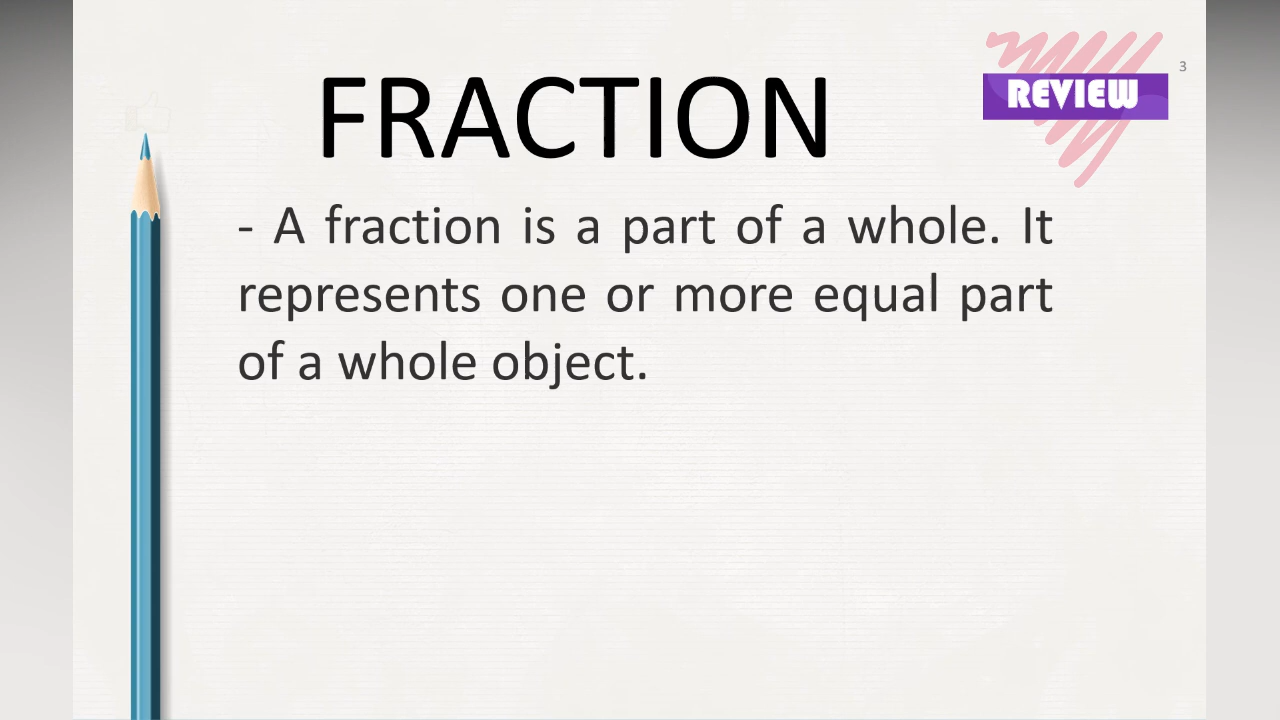 FRACTION
REVIEW
3
- A fraction is a part of a whole. It
represents one or more equal part
of a whole object.